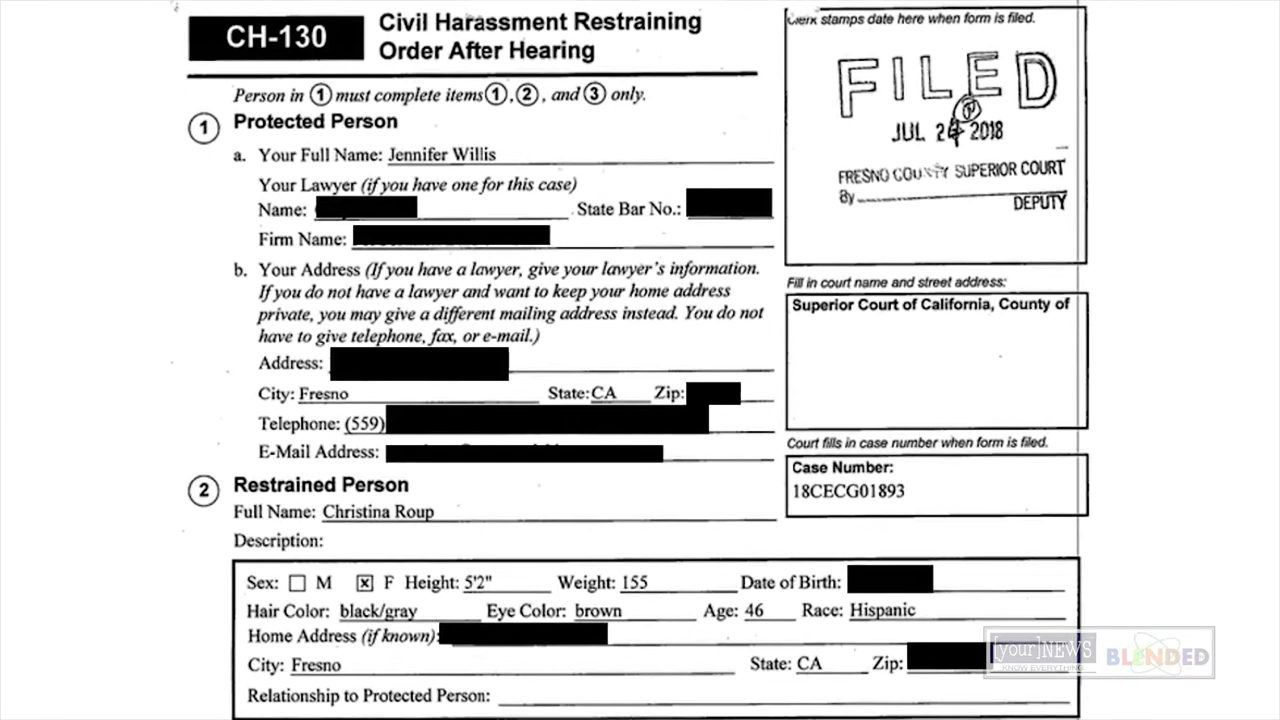 CH-130
Civil Harassment Restraining
Order After Hearing
Clerk stamps date here when form is filed.
FILED
JUL 24 2018
FRESNO COUNTY SUPERIOR COURT
By
DEPUTY
Person in ① must complete items ①, ②, and ③ only.
1 Protected Person
a. Your Full Name: Jennifer Willis
Your Lawyer (if you have one for this case)
Name: State Bar No.:
Firm Name:
b. Your Address (If you have a lawyer, give your lawyer's information.
If you do not have a lawyer and want to keep your home address
private, you may give a different mailing address instead. You do not
have to give telephone, fax, or e-mail.)
Address:
City: Fresno State: CA Zip:
Telephone: (559)
E-Mail Address:
Fill in court name and street address:
Superior Court of California, County of
Court fills in case number when form is filed.
Case Number:
18CECG01893
2 Restrained Person
Full Name: Christina Roup
Description:
Sex: M F Height: 5'2" Weight: 155 Date of Birth:
Hair Color: black/gray Eye Color: brown Age: 46 Race: Hispanic
Home Address (if known):
City: Fresno State: CA Zip:
Relationship to Protected Person:
[your]NEWS
KNOW EVERYTHING
BLENDED